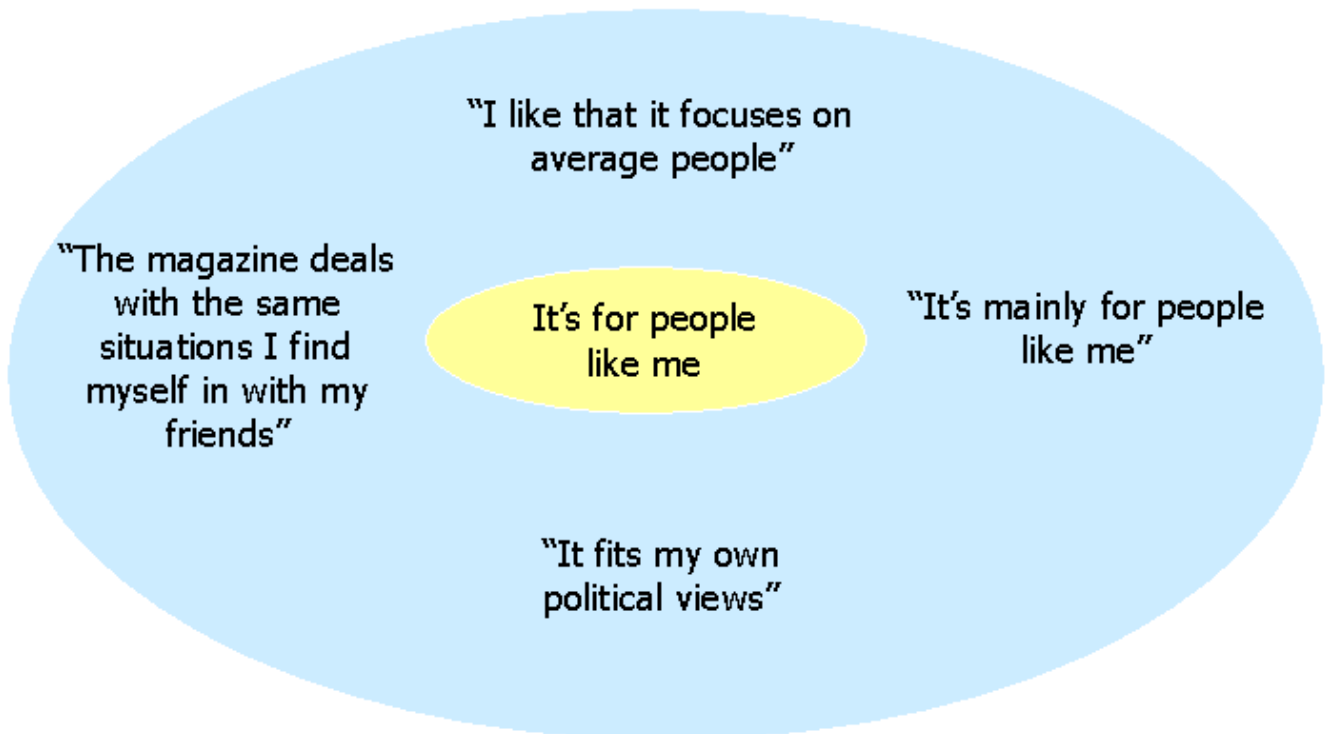 “I like that it focuses on
average people”
“The magazine deals
with the same
situations I find
myself in with my
friends”
It’s for people
like me
“It’s mainly for people
like me”
“It fits my own
political views”